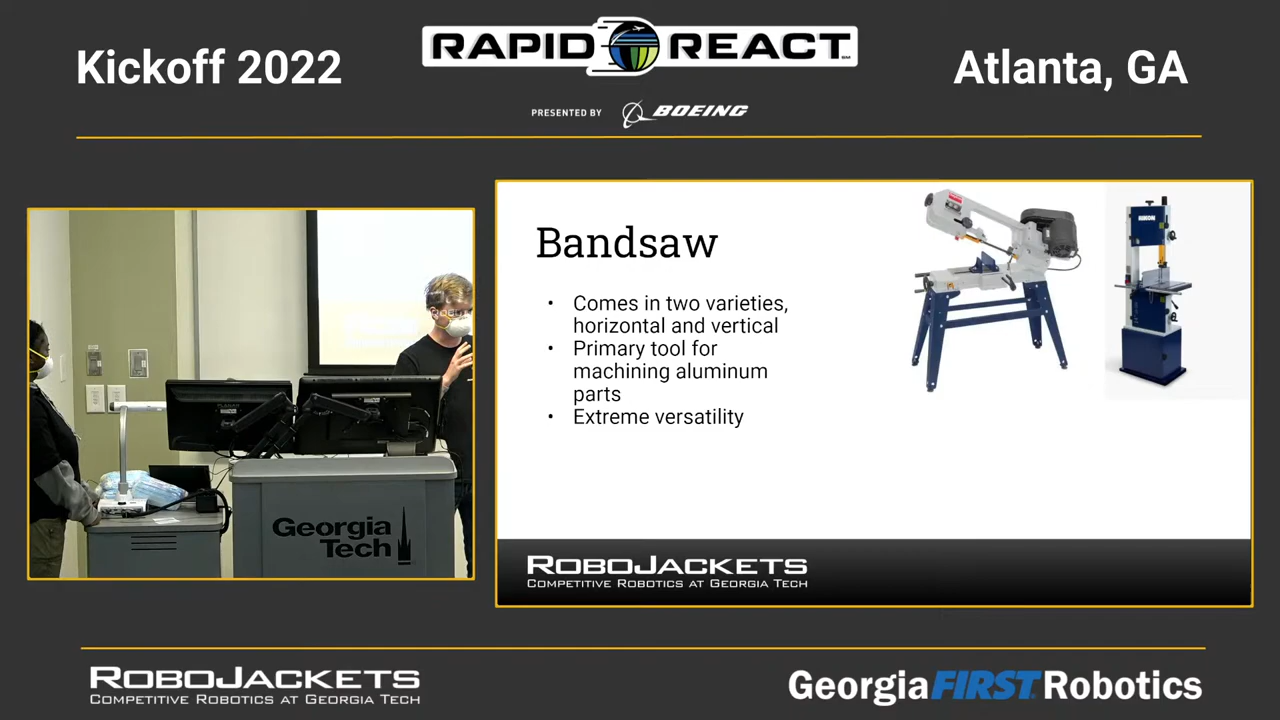 Kickoff 2022
RAPID REACT
Atlanta, GA
PRESENTED BY BOEING
Bandsaw
• Comes in two varieties,
horizontal and vertical
• Primary tool for
machining aluminum
parts
• Extreme versatility
RIKON
Georgia
Tech
ROBOJACKETS
COMPETITIVE ROBOTICS AT GEORGIA TECH
ROBOJACKETS
COMPETITIVE ROBOTICS AT GEORGIA TECH
Georgia FIRST Robotics